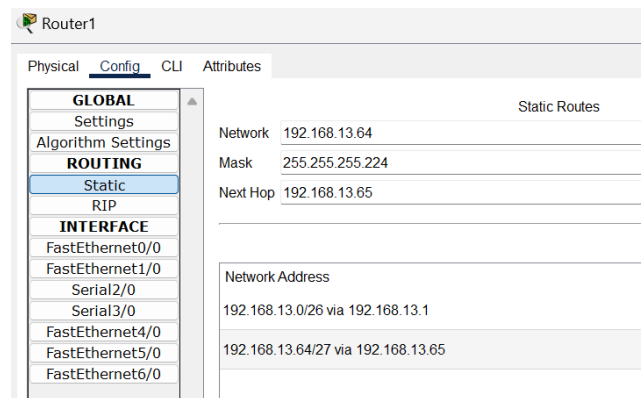 Router1
Physical Config CLI Attributes
GLOBAL
Settings
Algorithm Settings
ROUTING
Static
RIP
INTERFACE
FastEthernet0/0
FastEthernet1/0
Serial2/0
Serial3/0
FastEthernet4/0
FastEthernet5/0
FastEthernet6/0
Static Routes
Network 192.168.13.64
Mask 255.255.255.224
Next Hop 192.168.13.65
Network Address
192.168.13.0/26 via 192.168.13.1
192.168.13.64/27 via 192.168.13.65